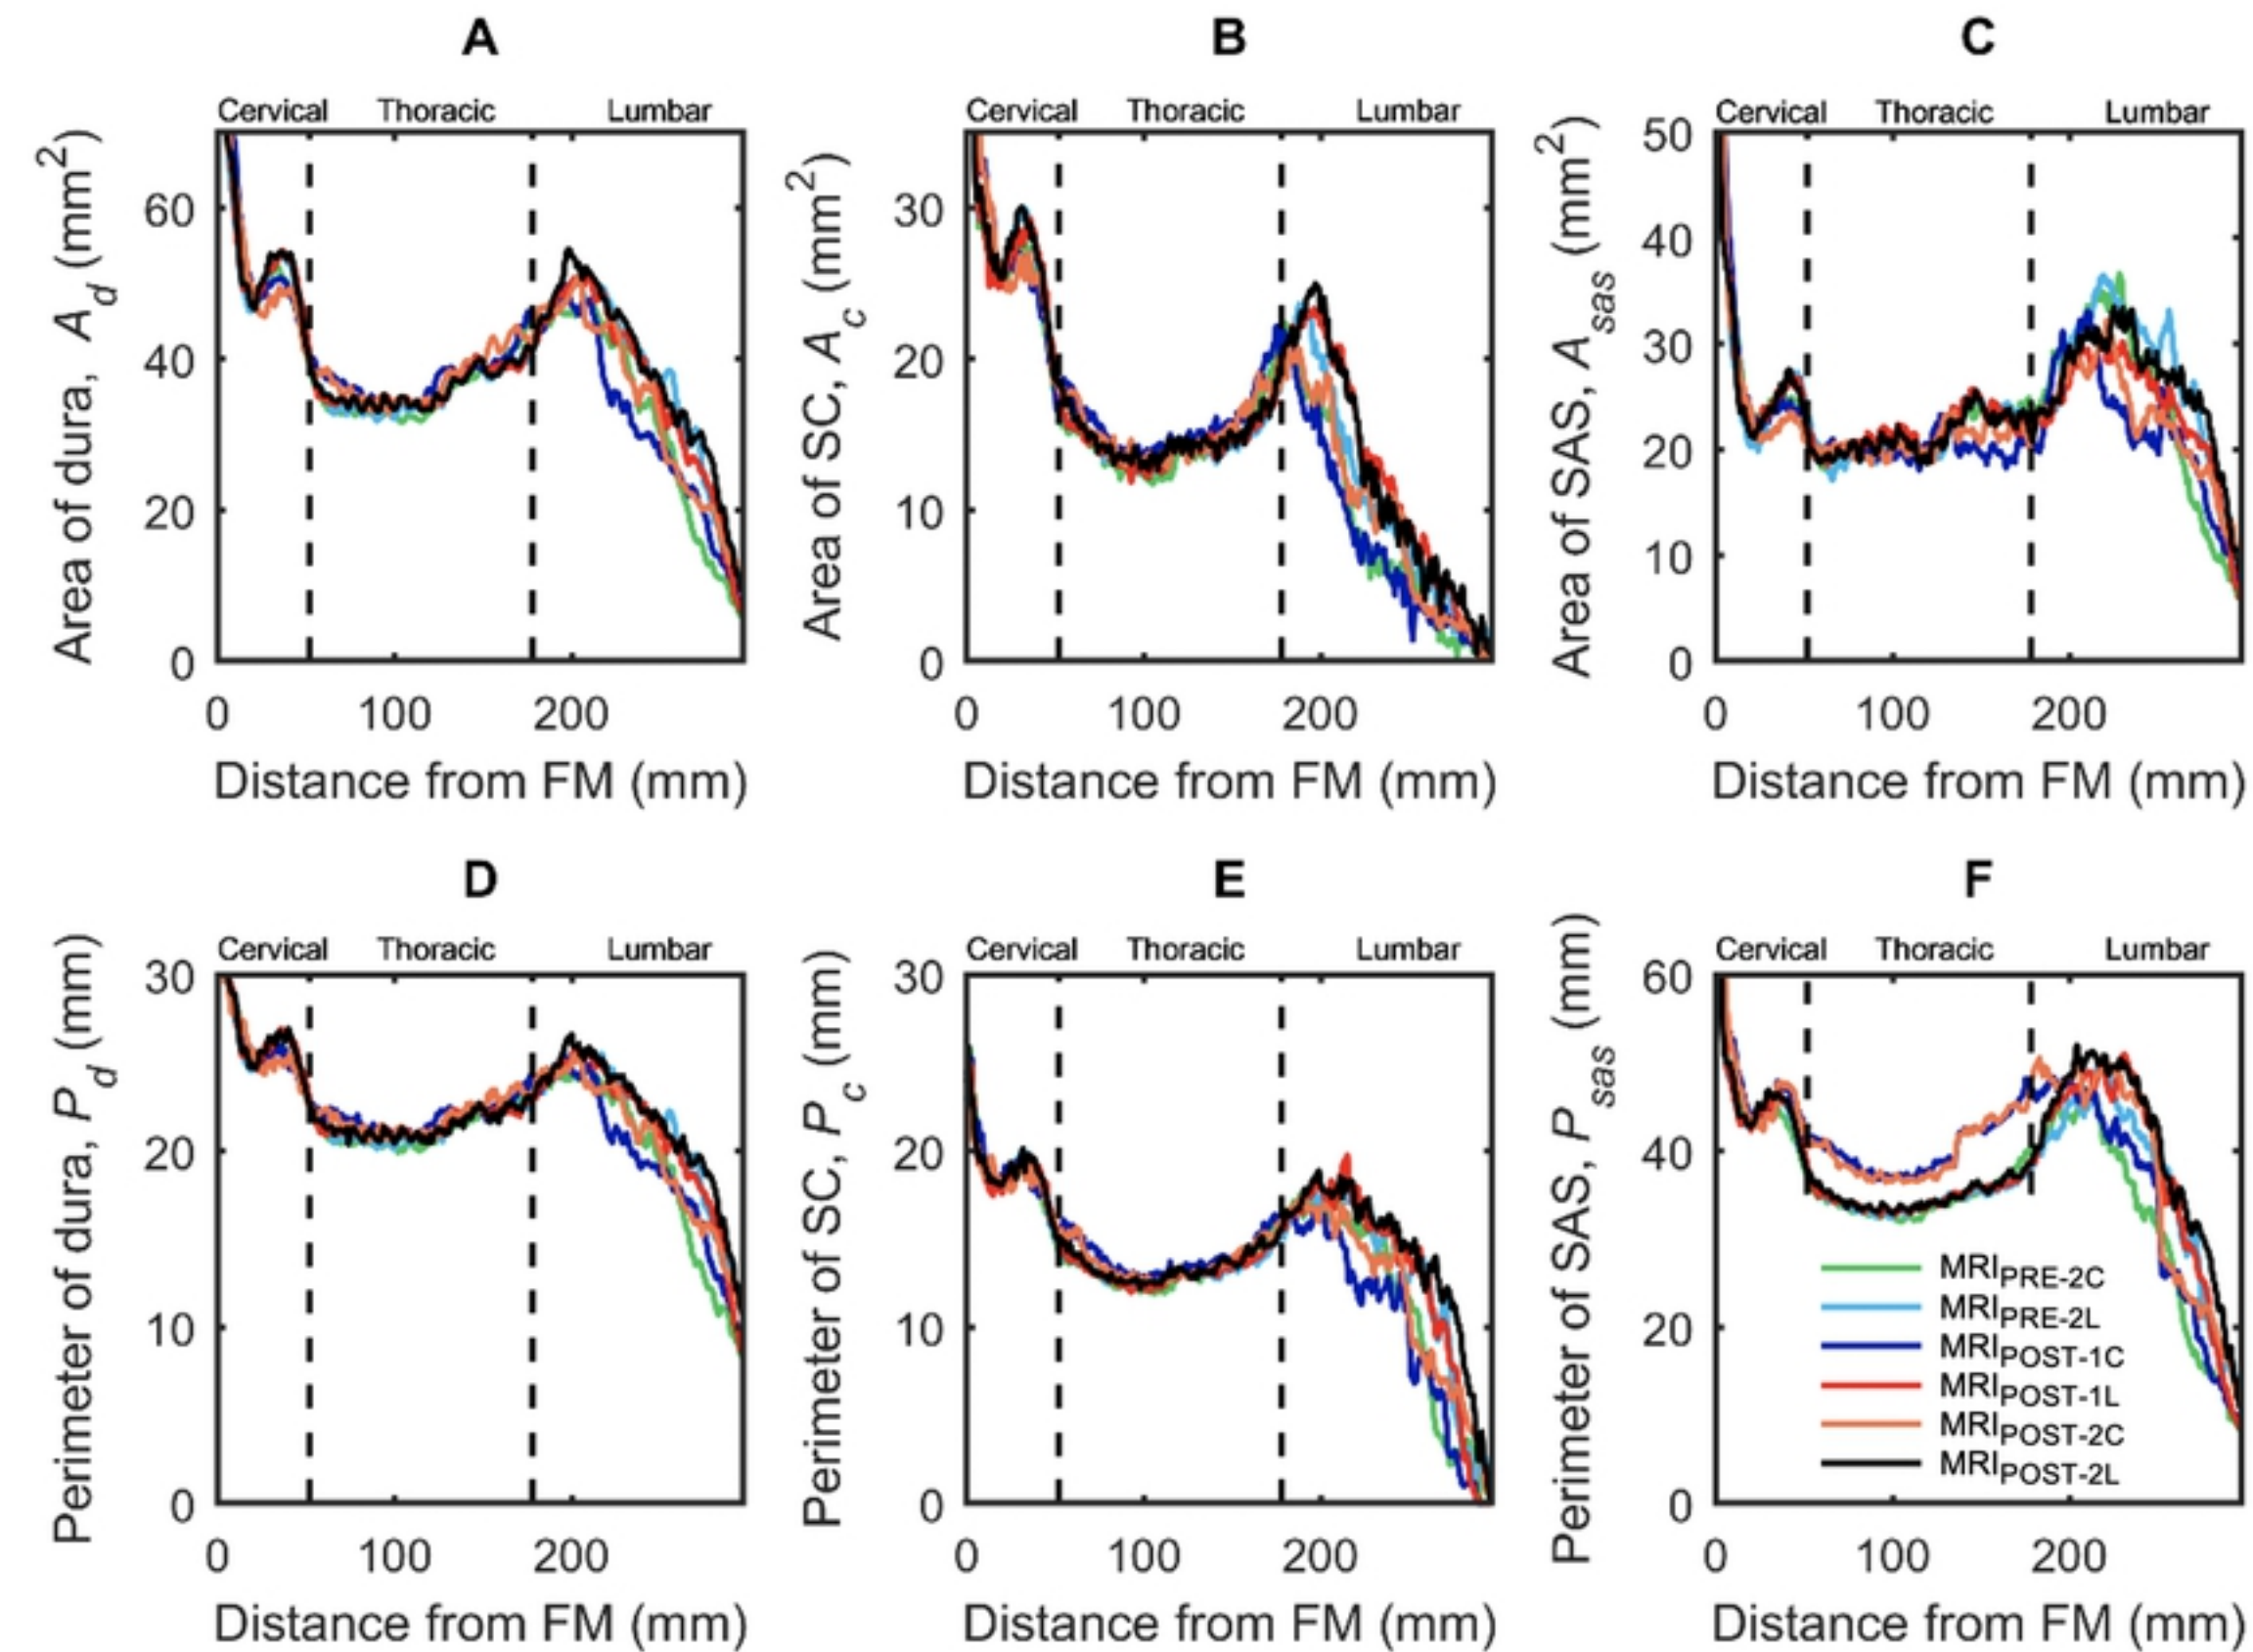 A
B
C
Cervical Thoracic Lumbar
Cervical Thoracic Lumbar
Cervical Thoracic Lumbar
Area of dura, A_d (mm²)
60
40
20
0
0 100 200
Distance from FM (mm)
Area of SC, A_c (mm²)
30
20
10
0
0 100 200
Distance from FM (mm)
Area of SAS, A_sas (mm²)
50
40
30
20
10
0
0 100 200
Distance from FM (mm)
D
E
F
Cervical Thoracic Lumbar
Cervical Thoracic Lumbar
Cervical Thoracic Lumbar
Perimeter of dura, P_d (mm)
30
20
10
0
0 100 200
Distance from FM (mm)
Perimeter of SC, P_c (mm)
30
20
10
0
0 100 200
Distance from FM (mm)
Perimeter of SAS, P_sas (mm)
60
40
20
0
0 100 200
Distance from FM (mm)
MRI_PRE-2C
MRI_PRE-2L
MRI_POST-1C
MRI_POST-1L
MRI_POST-2C
MRI_POST-2L